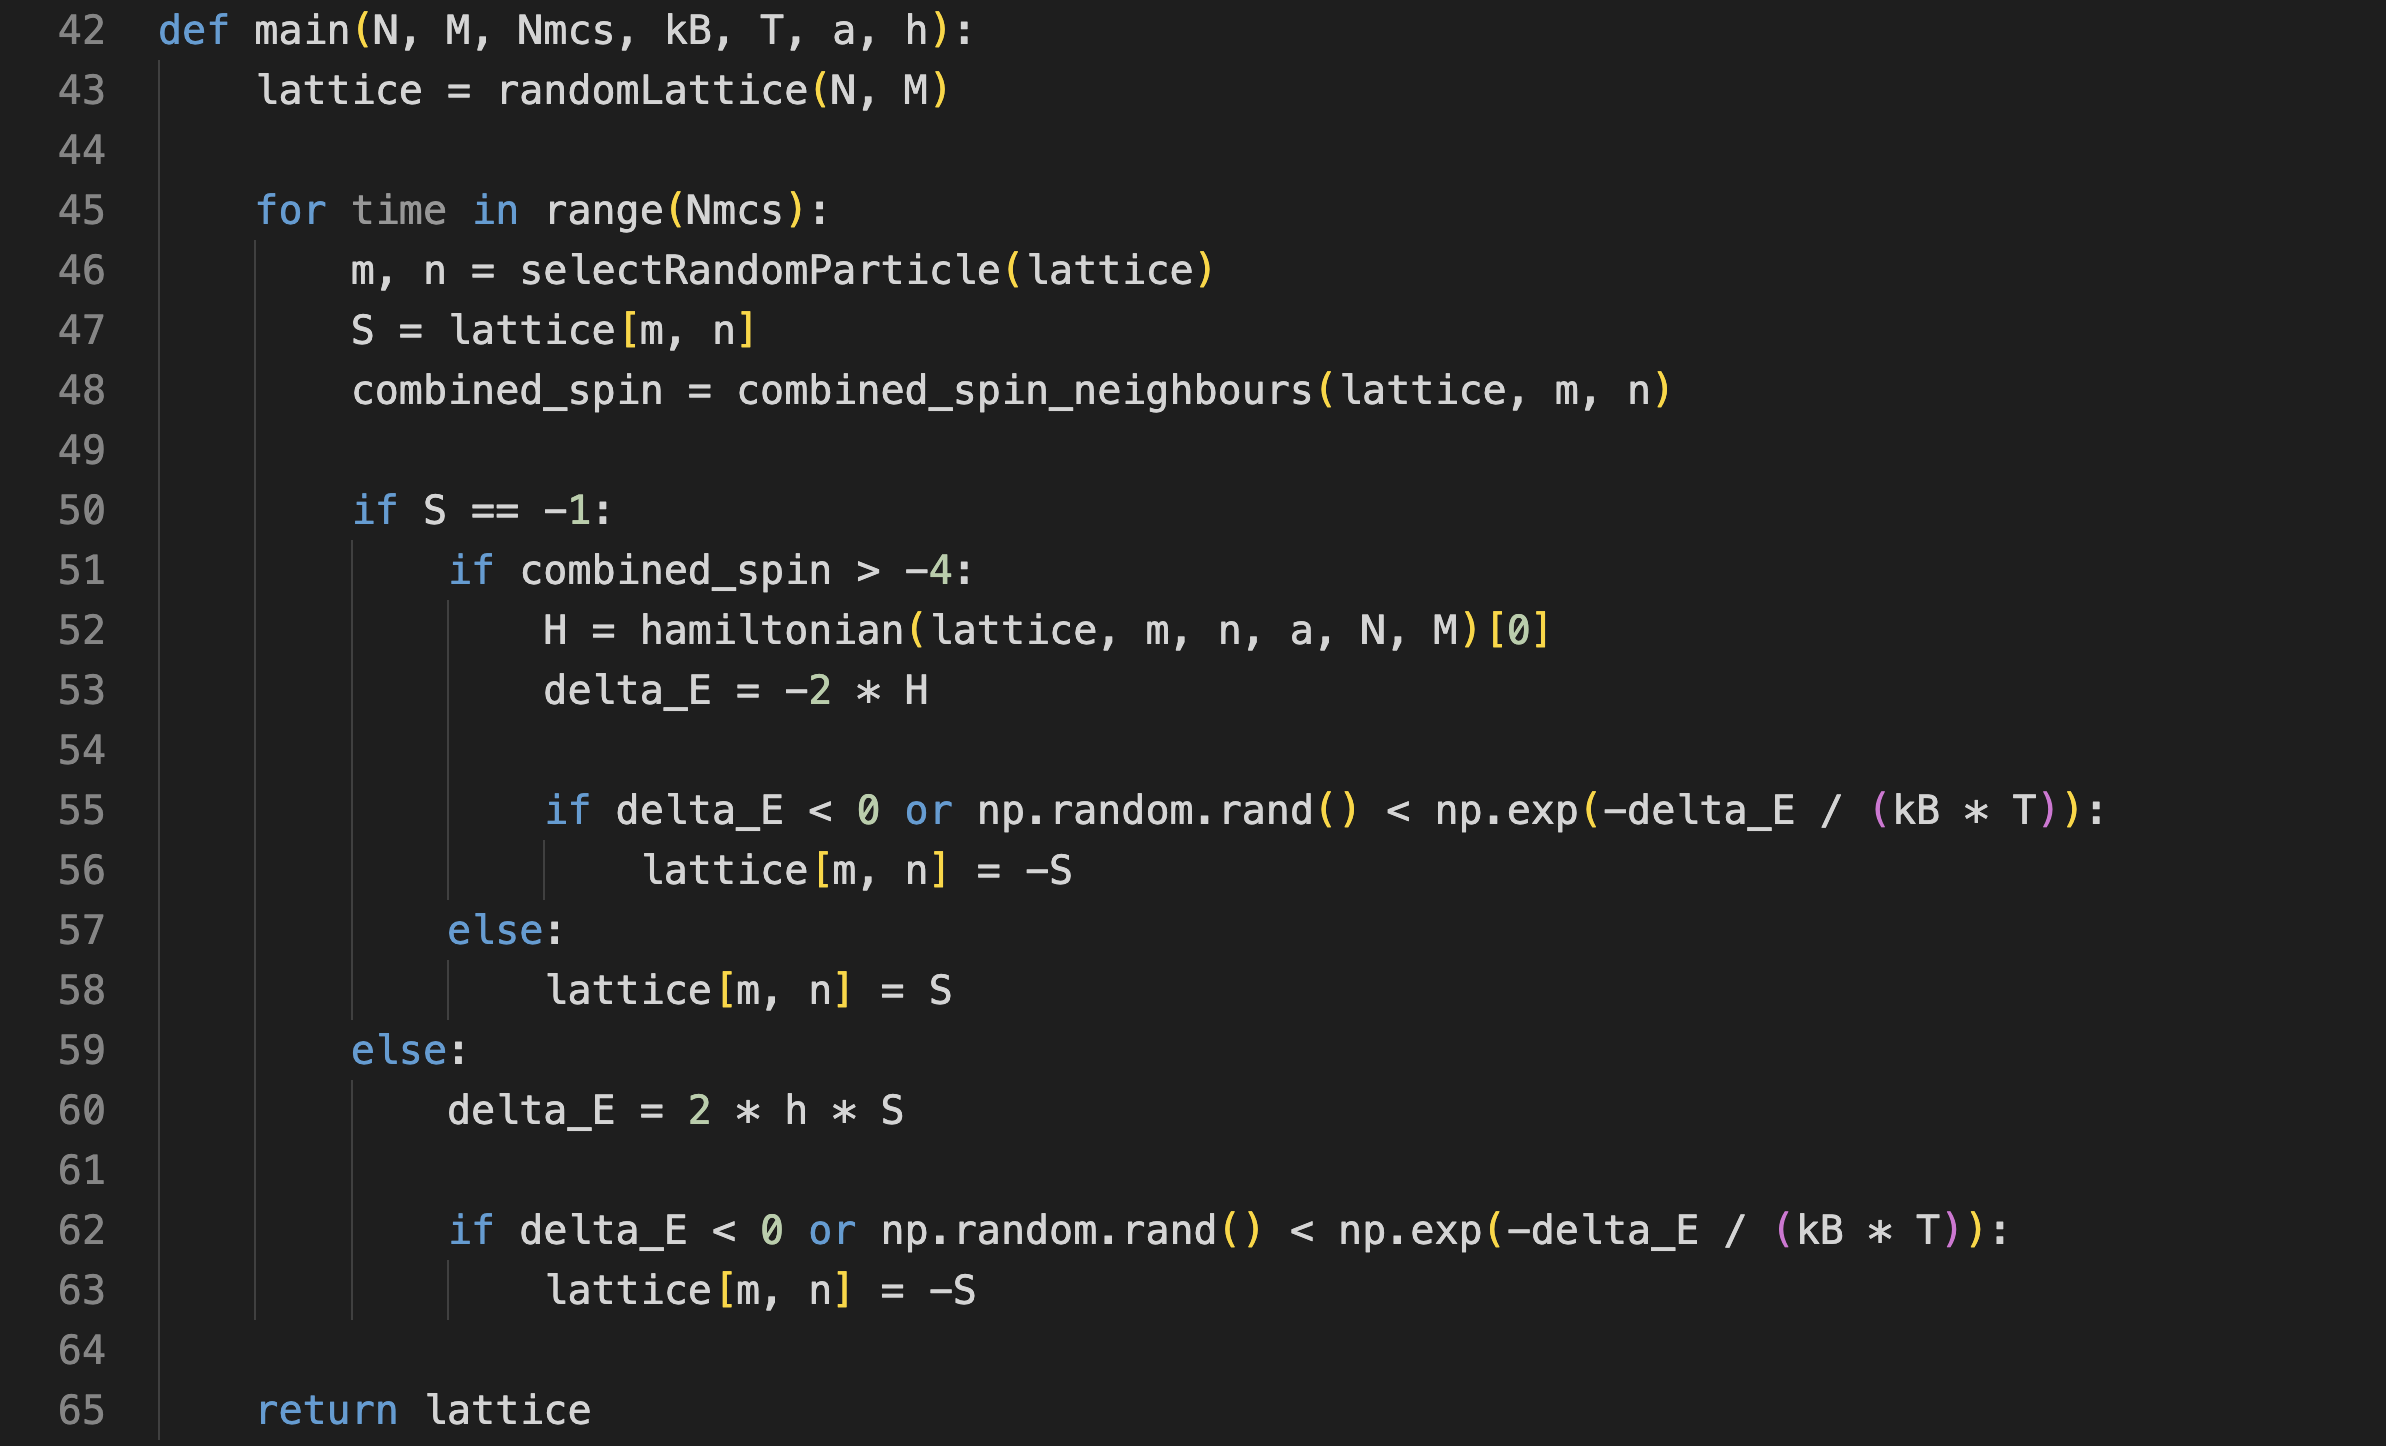 42 def main(N, M, Nmcs, kB, T, a, h):
43     lattice = randomLattice(N, M)
44
45     for time in range(Nmcs):
46         m, n = selectRandomParticle(lattice)
47         S = lattice[m, n]
48         combined_spin = combined_spin_neighbours(lattice, m, n)
49
50         if S == -1:
51             if combined_spin > -4:
52                 H = hamiltonian(lattice, m, n, a, N, M)[0]
53                 delta_E = -2 * H
54
55                 if delta_E < 0 or np.random.rand() < np.exp(-delta_E / (kB * T)):
56                     lattice[m, n] = -S
57             else:
58                 lattice[m, n] = S
59         else:
60             delta_E = 2 * h * S
61
62             if delta_E < 0 or np.random.rand() < np.exp(-delta_E / (kB * T)):
63                 lattice[m, n] = -S
64
65     return lattice